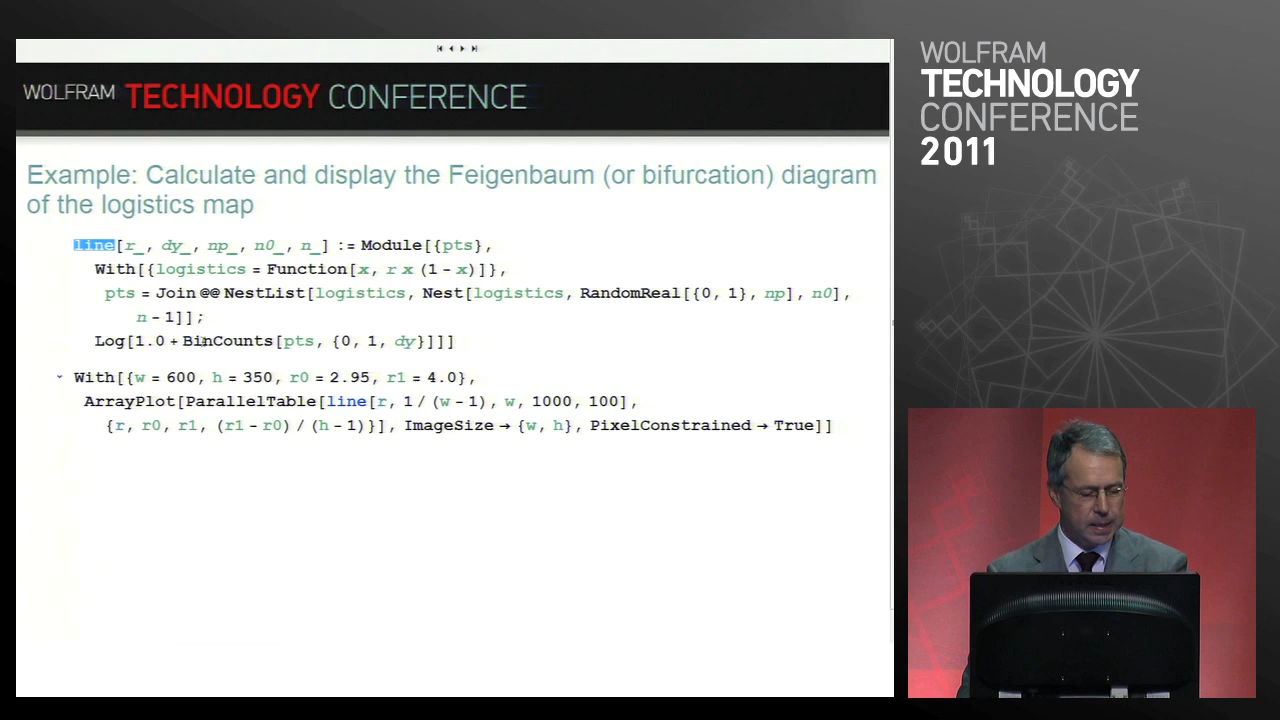 WOLFRAM TECHNOLOGY CONFERENCE
Example: Calculate and display the Feigenbaum (or bifurcation) diagram
of the logistics map
line[r_, dy_, np_, n0_, n_] := Module[{pts},
With[{logistics = Function[x, r x (1 - x)]},
pts = Join @@ NestList[logistics, Nest[logistics, RandomReal[{0, 1}, np], n0],
n - 1]];
Log[1.0 + BinCounts[pts, {0, 1, dy}]]]
With[{w = 600, h = 350, r0 = 2.95, r1 = 4.0},
ArrayPlot[ParallelTable[line[r, 1 / (w - 1), w, 1000, 100],
{r, r0, r1, (r1 - r0) / (h - 1)}], ImageSize → {w, h}, PixelConstrained → True]]
WOLFRAM
TECHNOLOGY
CONFERENCE
2011